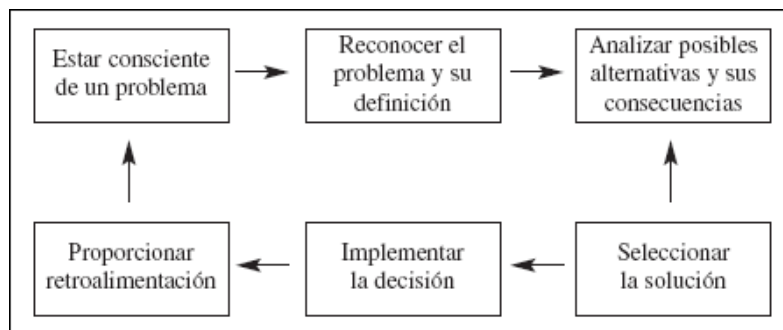 Estar consciente
de un problema
Reconocer el
problema y su
definición
Analizar posibles
alternativas y sus
consecuencias
Proporcionar
retroalimentación
Implementar
la decisión
Seleccionar
la solución